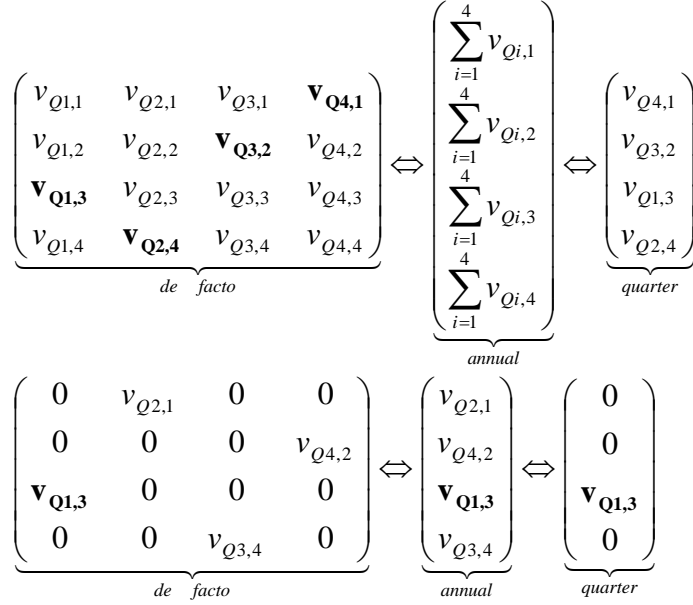 v_{Q1,1} v_{Q2,1} v_{Q3,1} **v_{Q4,1}** ⇔ \sum_{i=1}^{4} v_{Qi,1} ⇔ v_{Q4,1}
v_{Q1,2} v_{Q2,2} **v_{Q3,2}** v_{Q4,2} \sum_{i=1}^{4} v_{Qi,2} v_{Q3,2}
**v_{Q1,3}** v_{Q2,3} v_{Q3,3} v_{Q4,3} \sum_{i=1}^{4} v_{Qi,3} v_{Q1,3}
v_{Q1,4} **v_{Q2,4}** v_{Q3,4} v_{Q4,4} \sum_{i=1}^{4} v_{Qi,4} v_{Q2,4}
de facto annual quarter
0 v_{Q2,1} 0 0 ⇔ v_{Q2,1} ⇔ 0
0 0 0 v_{Q4,2} v_{Q4,2} 0
**v_{Q1,3}** 0 0 0 **v_{Q1,3}** **v_{Q1,3}**
0 0 v_{Q3,4} 0 v_{Q3,4} 0
de facto annual quarter